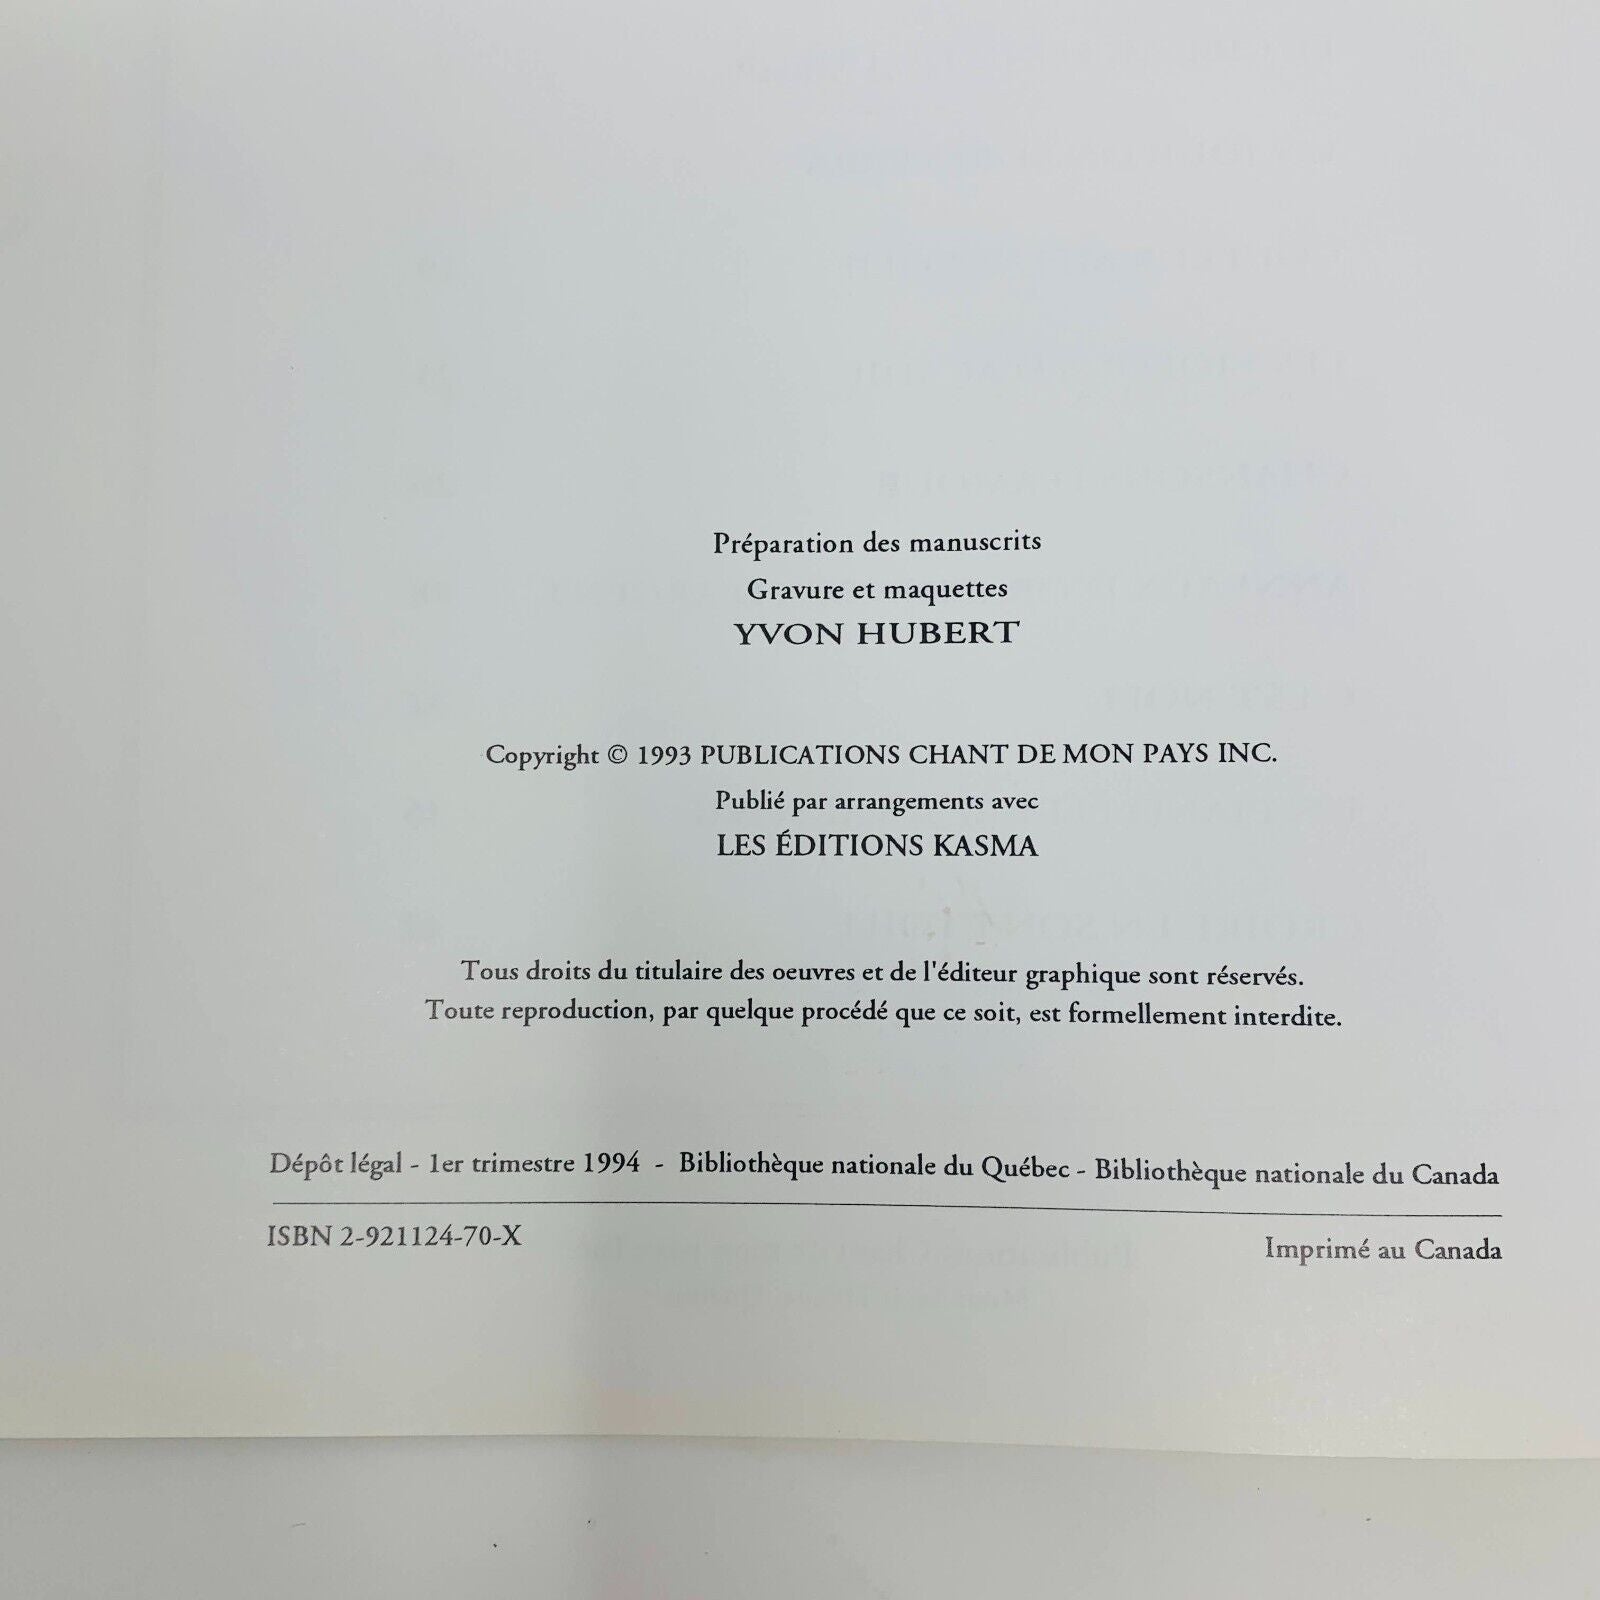 Préparation des manuscrits
Gravure et maquettes
YVON HUBERT
Copyright © 1993 PUBLICATIONS CHANT DE MON PAYS INC.
Publié par arrangements avec
LES ÉDITIONS KASMA
Tous droits du titulaire des oeuvres et de l'éditeur graphique sont réservés.
Toute reproduction, par quelque procédé que ce soit, est formellement interdite.
Dépôt légal - 1er trimestre 1994 - Bibliothèque nationale du Québec - Bibliothèque nationale du Canada
ISBN 2-921124-70-X
Imprimé au Canada